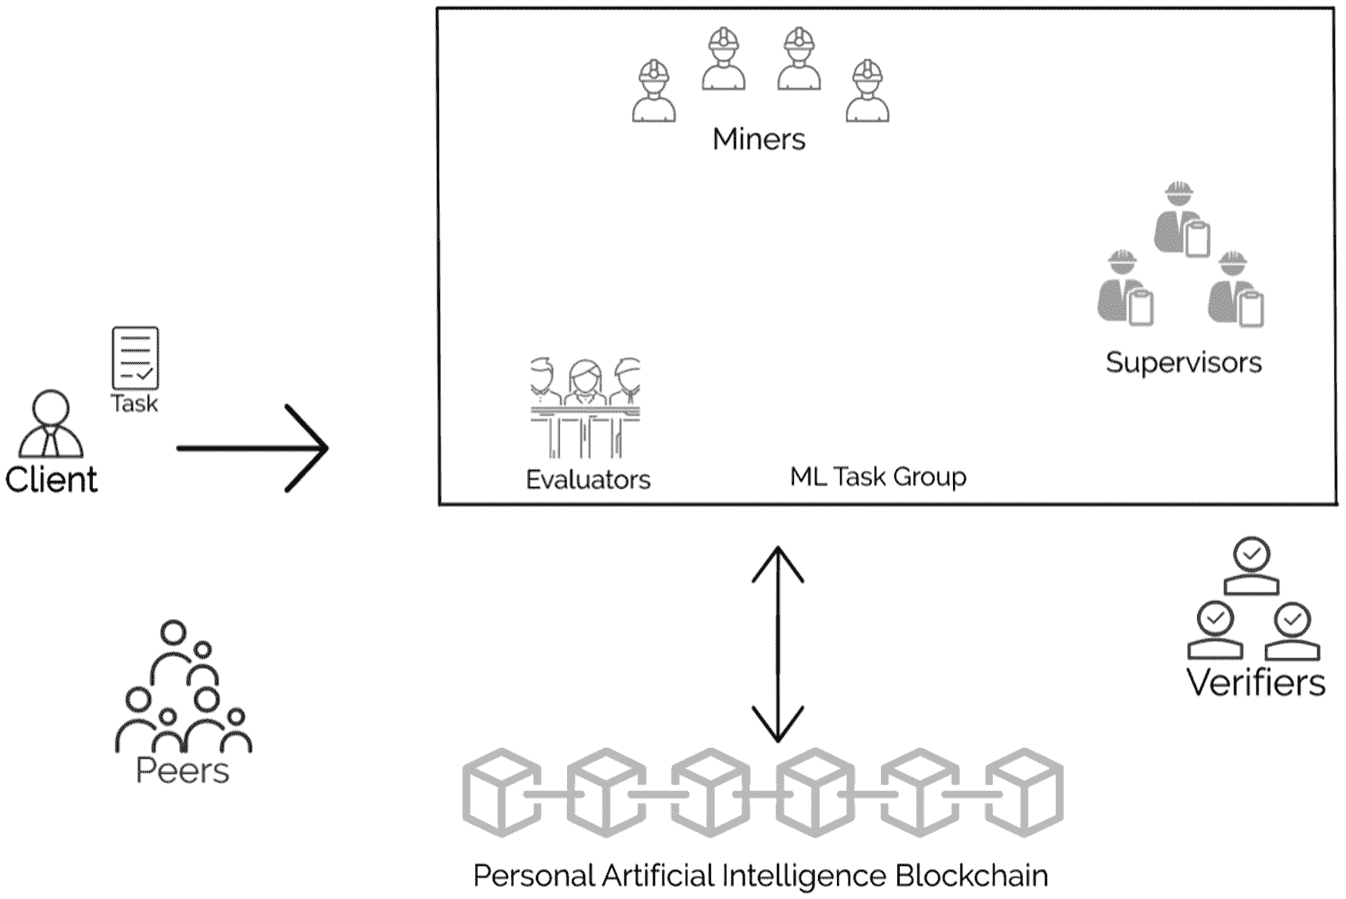 Miners
Supervisors
Task
Client
Evaluators
ML Task Group
Verifiers
Peers
Personal Artificial Intelligence Blockchain